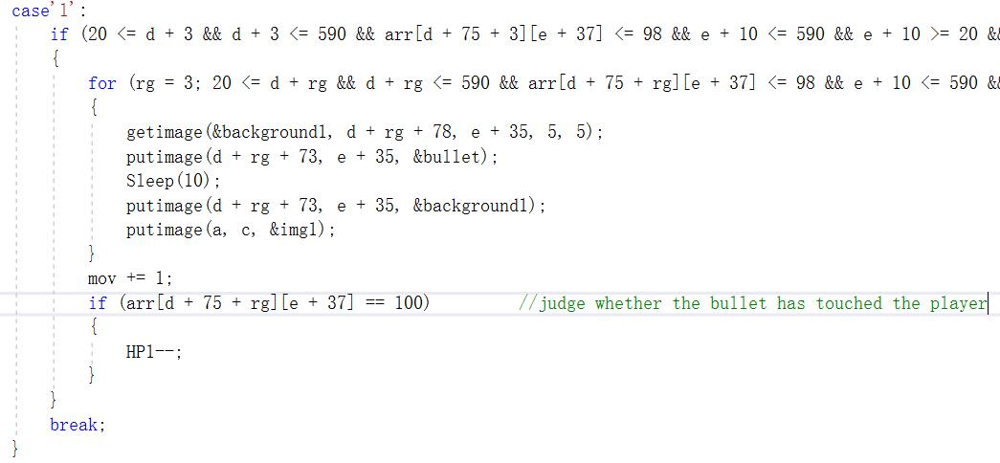 case'l':
if (20 <= d + 3 && d + 3 <= 590 && arr[d + 75 + 3][e + 37] <= 98 && e + 10 <= 590 && e + 10 >= 20 &&
{
for (rg = 3; 20 <= d + rg && d + rg <= 590 && arr[d + 75 + rg][e + 37] <= 98 && e + 10 <= 590 &&
{
getimage(&background1, d + rg + 78, e + 35, 5, 5);
putimage(d + rg + 73, e + 35, &bullet);
Sleep(10);
putimage(d + rg + 73, e + 35, &background1);
putimage(a, c, &img1);
}
mov += 1;
if (arr[d + 75 + rg][e + 37] == 100) //judge whether the bullet has touched the player
{
HP1--;
}
}
break;
}